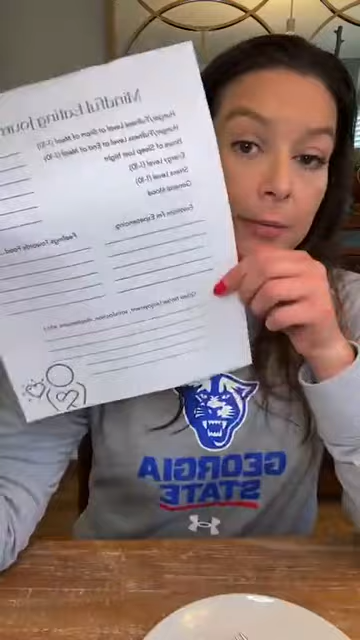 Mindful Eating Journ
Hunger/Fullness Level at Start of Meal (1-10)
Hunger/Fullness Level at End of Meal (1-10)
Hours of Sleep Last Night
Energy Level (1-10)
Stress Level (1-10)
General Mood
Emotions I'm Experiencing
Feelings Towards Food
GEORGIA
STATE